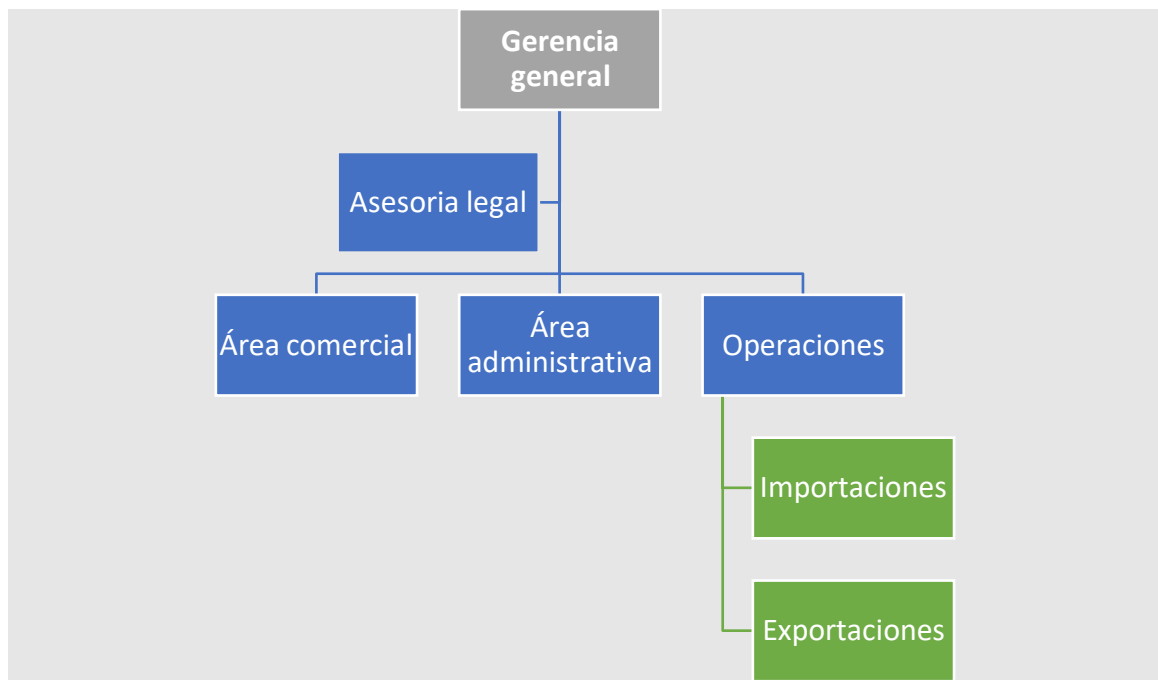 Gerencia
general
Asesoria legal
Área comercial
Área
administrativa
Operaciones
Importaciones
Exportaciones